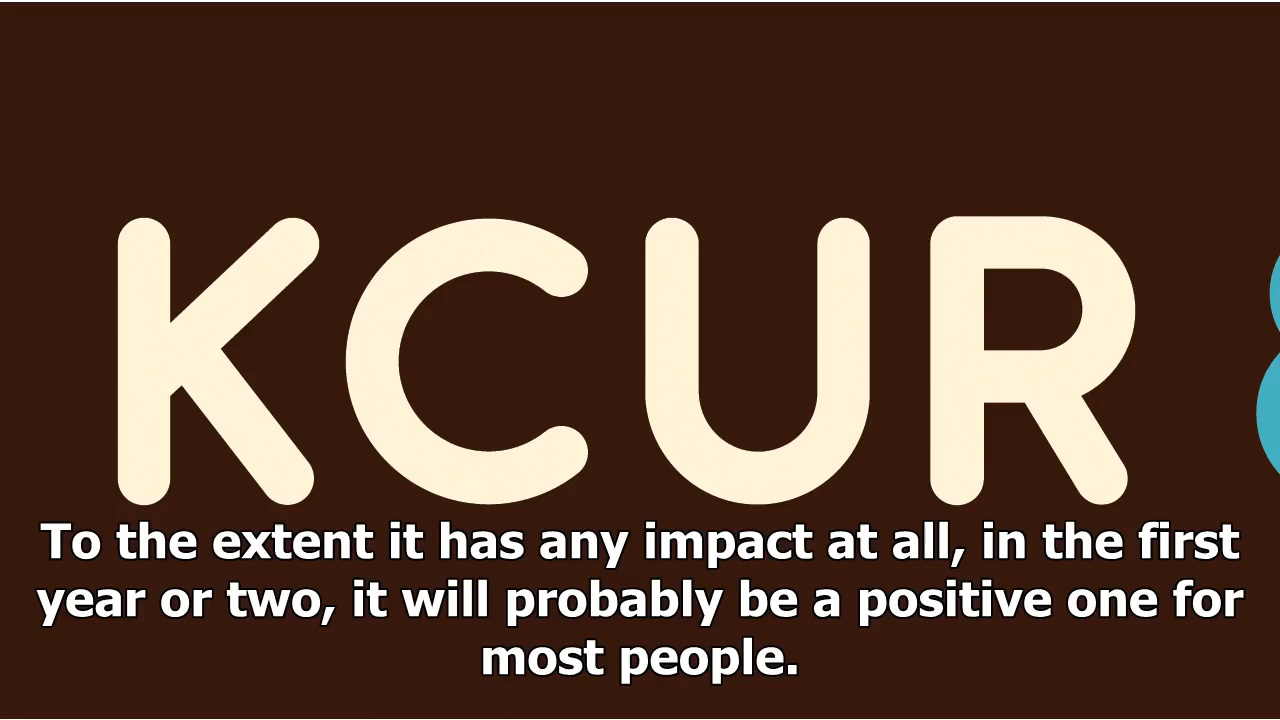 KCUR
To the extent it has any impact at all, in the first
year or two, it will probably be a positive one for
most people.